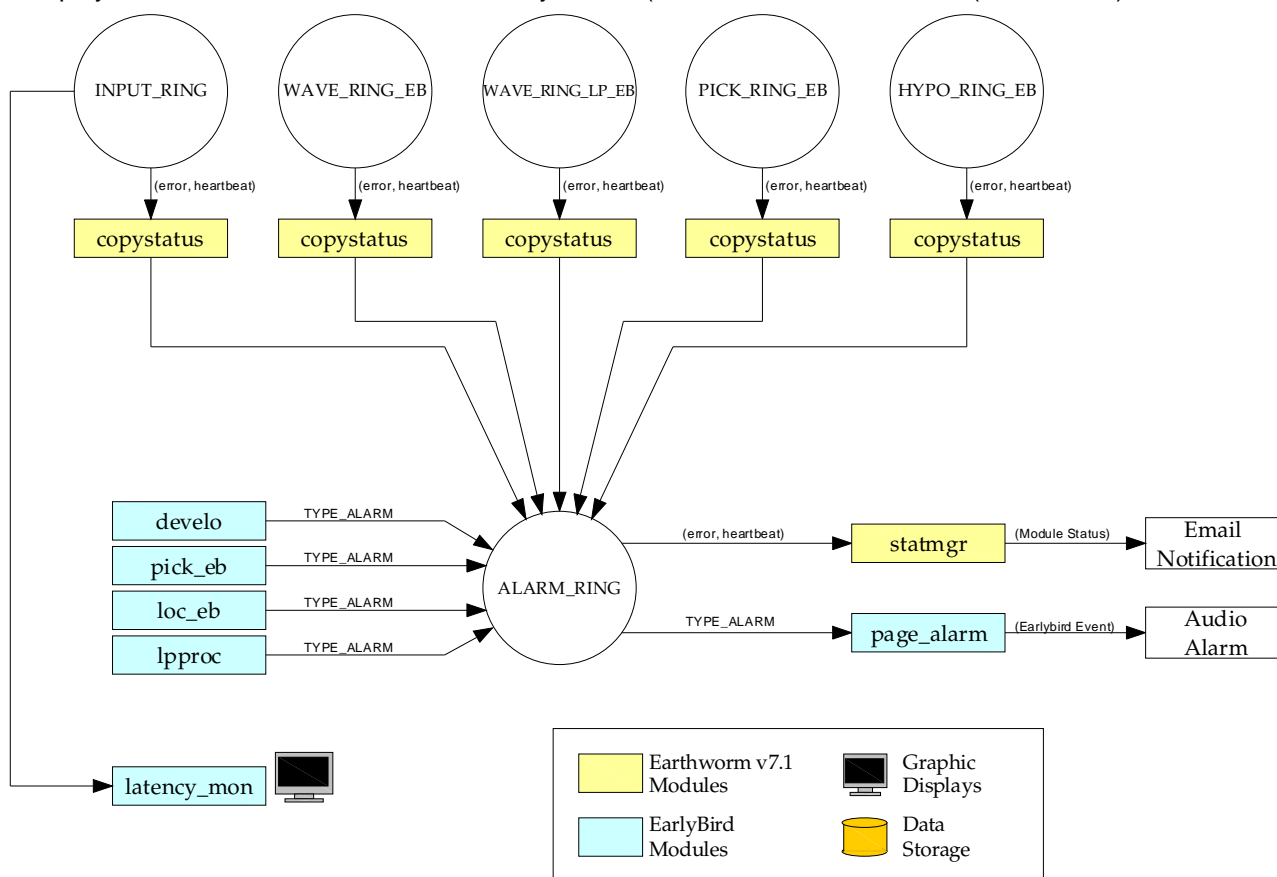 INPUT_RING
WAVE_RING_EB
WAVE_RING_LP_EB
PICK_RING_EB
HYPO_RING_EB
(error, heartbeat)
(error, heartbeat)
(error, heartbeat)
(error, heartbeat)
(error, heartbeat)
copystatus
copystatus
copystatus
copystatus
copystatus
develo
TYPE_ALARM
pick_eb
TYPE_ALARM
loc_eb
TYPE_ALARM
lpproc
TYPE_ALARM
ALARM_RING
(error, heartbeat)
statmgr
(Module Status)
Email
Notification
TYPE_ALARM
page_alarm
(Earlybird Event)
Audio
Alarm
latency_mon
Earthworm v7.1
Modules
Graphic
Displays
EarlyBird
Modules
Data
Storage